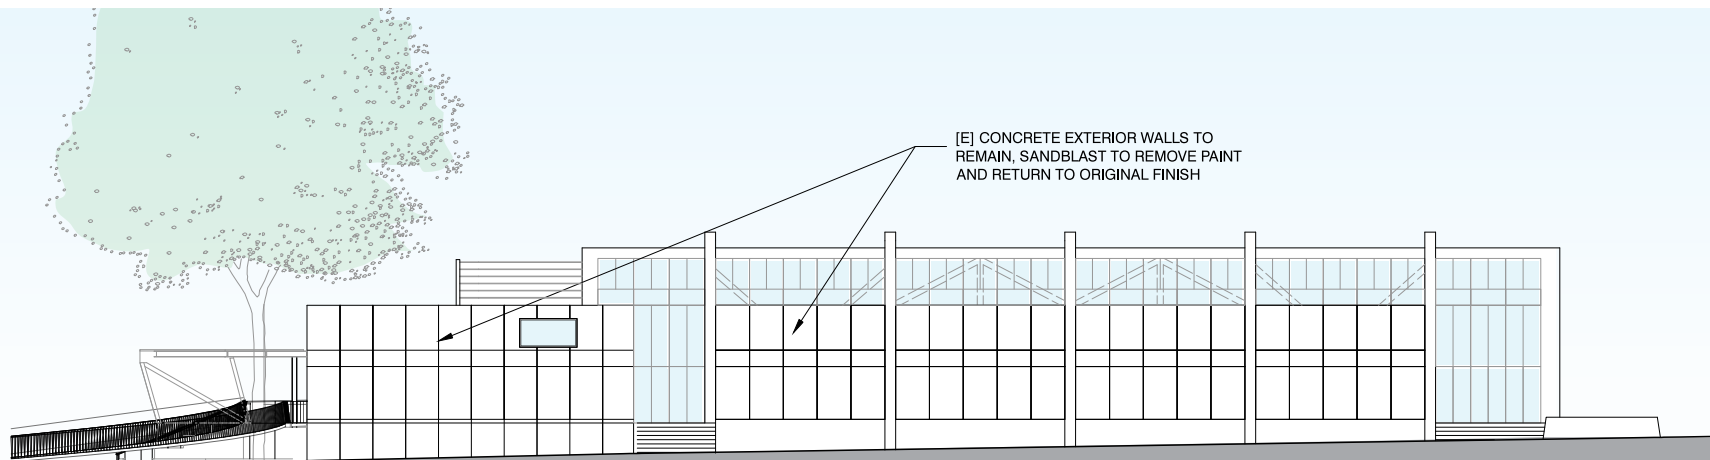 [E] CONCRETE EXTERIOR WALLS TO
REMAIN, SANDBLAST TO REMOVE PAINT
AND RETURN TO ORIGINAL FINISH